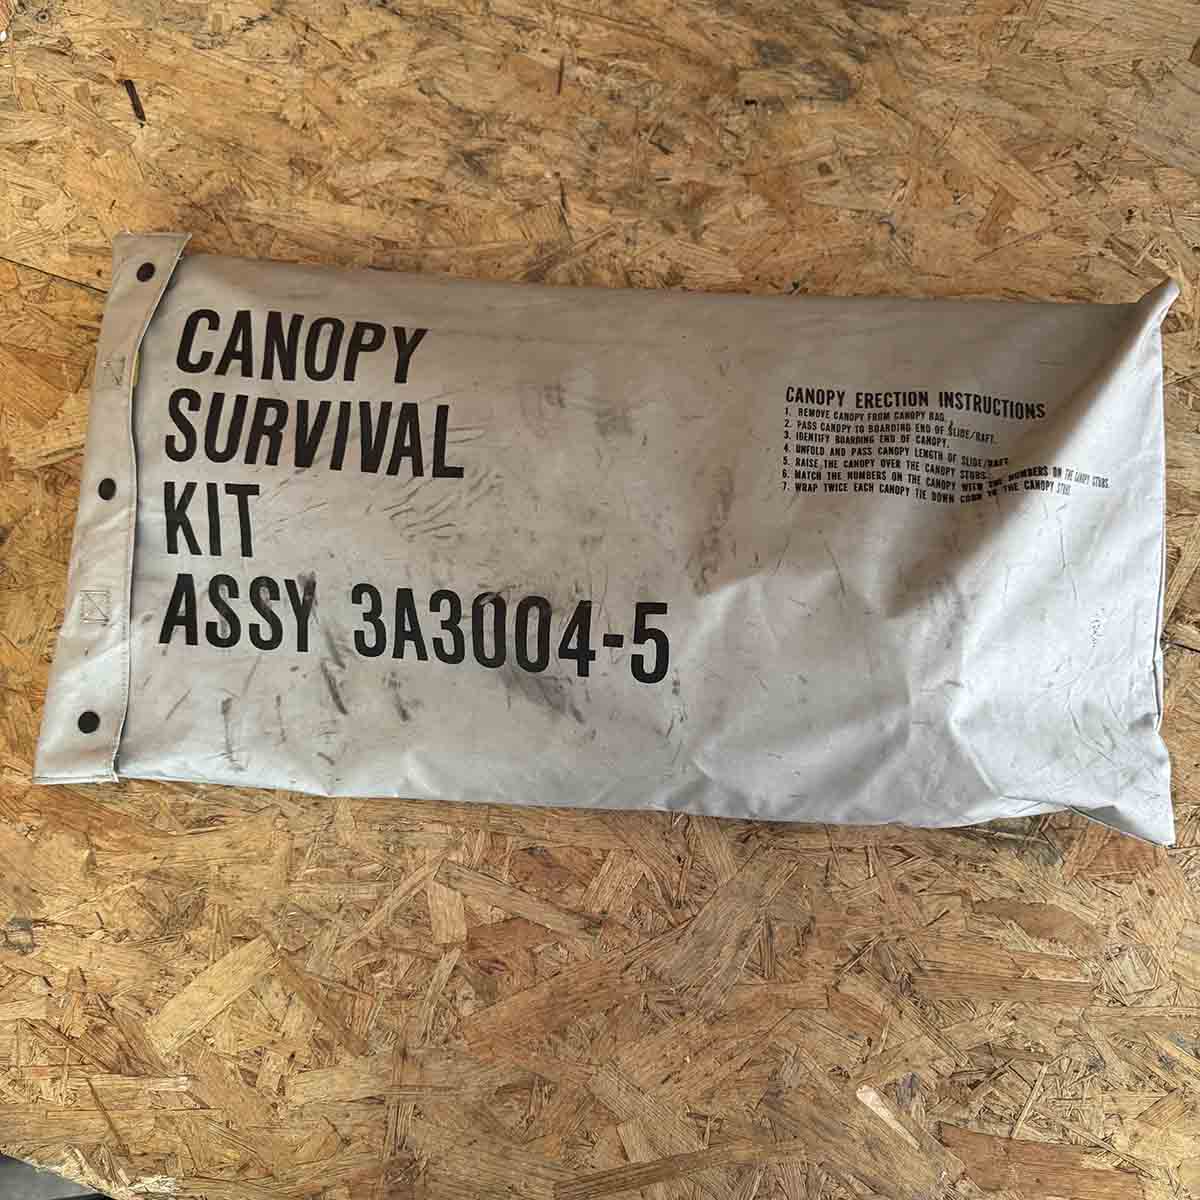 CANOPY
SURVIVAL
KIT
ASSY 3A3004-5
CANOPY ERECTION INSTRUCTIONS
1. REMOVE CANOPY FROM CANOPY BAG.
2. PASS CANOPY TO BOARDING END OF SLIDE/RAFT.
3. IDENTIFY BOARDING END OF CANOPY.
4. UNFOLD AND PASS CANOPY LENGTH OF SLIDE/RAFT.
5. RAISE THE CANOPY OVER THE CANOPY STUBS.
6. MATCH THE NUMBERS ON THE CANOPY WITH THE NUMBERS ON THE CANOPY STUBS.
7. WRAP TWICE EACH CANOPY TIE DOWN CORD TO THE CANOPY STUB.